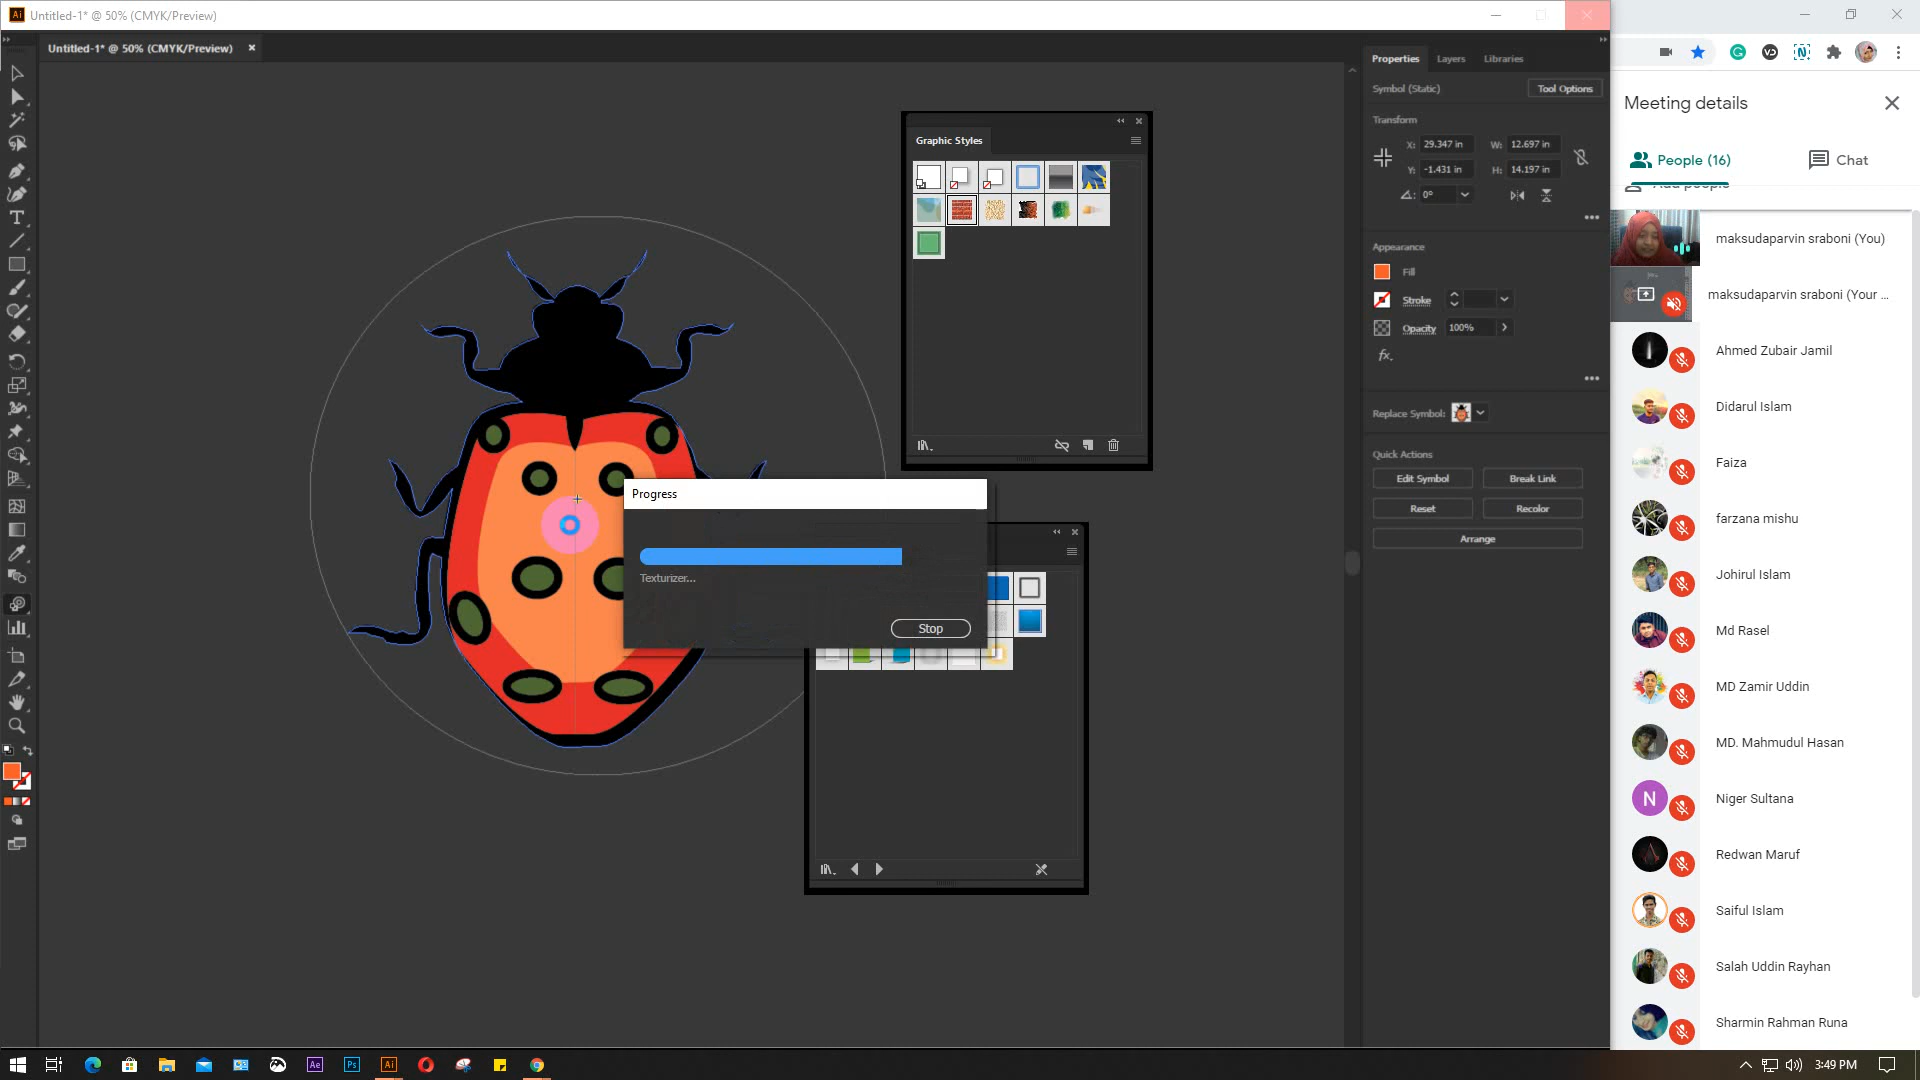 Ai Untitled-1* @ 50% (CMYK/Preview)
Untitled-1* @ 50% (CMYK/Preview)
Properties
Layers
Libraries
Symbol (Static)
Tool Options
Transform
X: 29.347 in
W: 12.697 in
Y: -1.431 in
H: 14.197 in
0°
Appearance
Fill
Stroke
Opacity
100%
fx.
Replace Symbol:
Quick Actions
Edit Symbol
Break Link
Reset
Recolor
Arrange
Graphic Styles
Progress
Texturizer...
Stop
Meeting details
People (16)
Chat
Add people
maksudaparvin sraboni (You)
maksudaparvin sraboni (Your ...
Ahmed Zubair Jamil
Didarul Islam
Faiza
farzana mishu
Johirul Islam
Md Rasel
MD Zamir Uddin
MD. Mahmudul Hasan
N
Niger Sultana
Redwan Maruf
Saiful Islam
Salah Uddin Rayhan
Sharmin Rahman Runa
Ae
Ps
Ai
3:49 PM